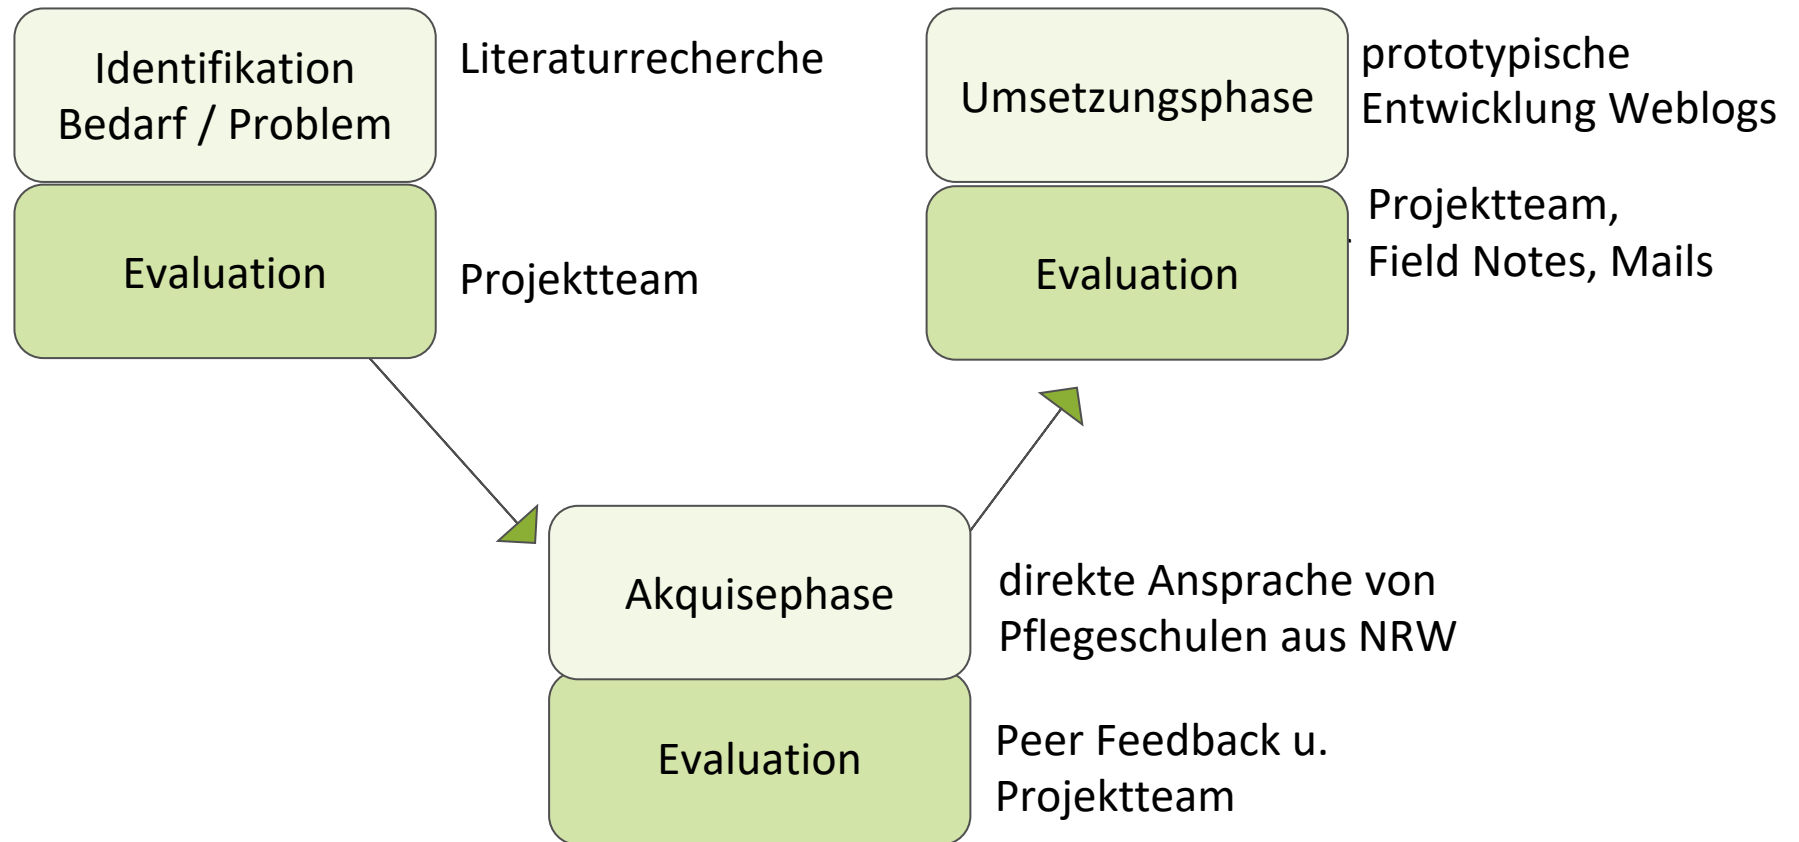 Identifikation
Bedarf / Problem
Literaturrecherche
Evaluation
Projektteam
Umsetzungsphase
prototypische
Entwicklung Weblogs
Evaluation
Projektteam,
Field Notes, Mails
Akquisephase
direkte Ansprache von
Pflegeschulen aus NRW
Evaluation
Peer Feedback u.
Projektteam